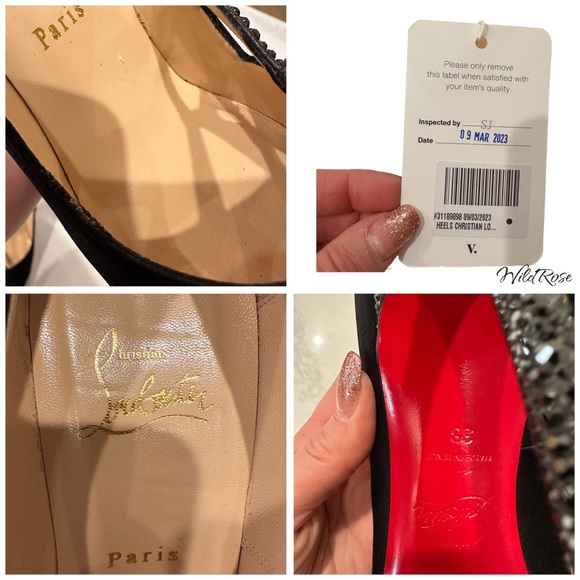 Paris
Please only remove
this label when satisfied with
your item's quality
Inspected by SJ
Date 09 MAR 2023
#31189898 09/03/2023
HEELS CHRISTIAN LO...
V.
WildRose
Christian
Louboutin
Paris
38